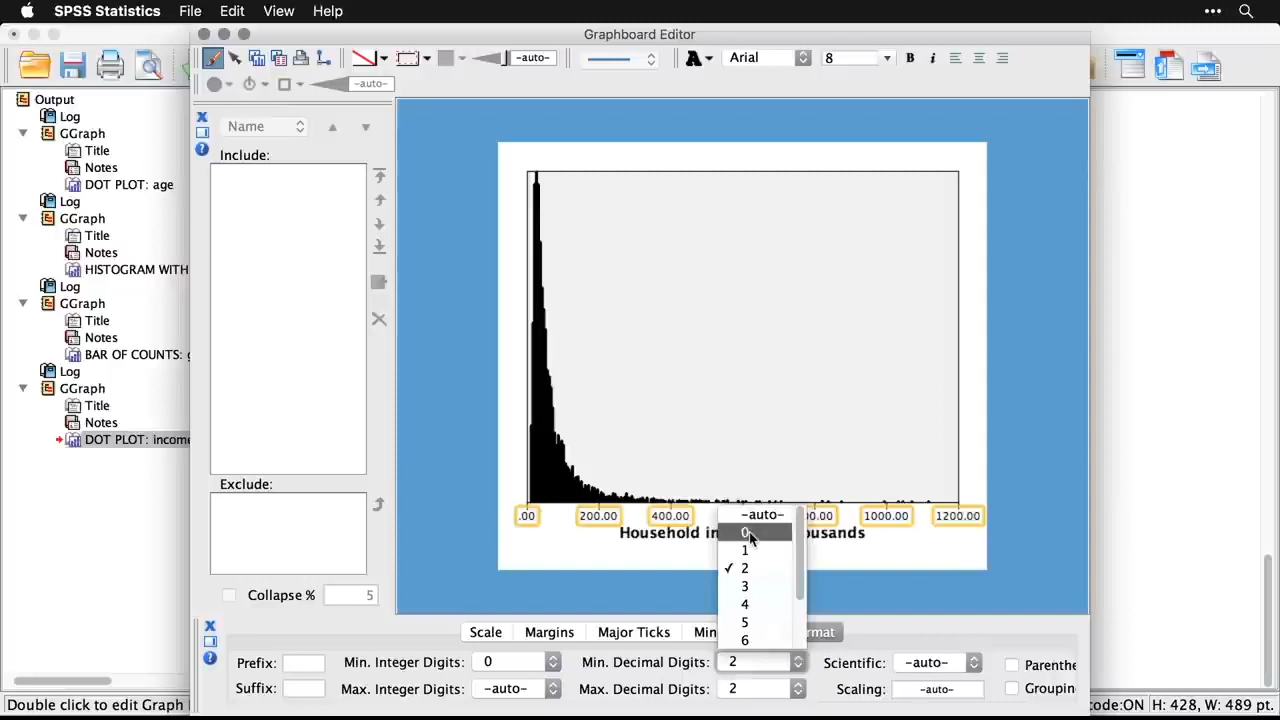 SPSS Statistics File Edit View Help
Graphboard Editor
-auto- Arial 8 B i
-auto-
Output
Log
GGraph
Title
Notes
DOT PLOT: age
Log
GGraph
Title
Notes
HISTOGRAM WITH
Log
GGraph
Title
Notes
BAR OF COUNTS:
Log
GGraph
Title
Notes
DOT PLOT: income
Name
Include:
Exclude:
Collapse % 5
.00 200.00 400.00 00.00 1000.00 1200.00
Household in ousands
-auto-
0
1
2
3
4
5
6
Scale Margins Major Ticks Min rmat
Prefix: Min. Integer Digits: 0 Min. Decimal Digits: 2 Scientific: -auto- Parenthe
Suffix: Max. Integer Digits: -auto- Max. Decimal Digits: 2 Scaling: -auto- Groupin
Double click to edit Graph code:ON H: 428, W: 489 pt.